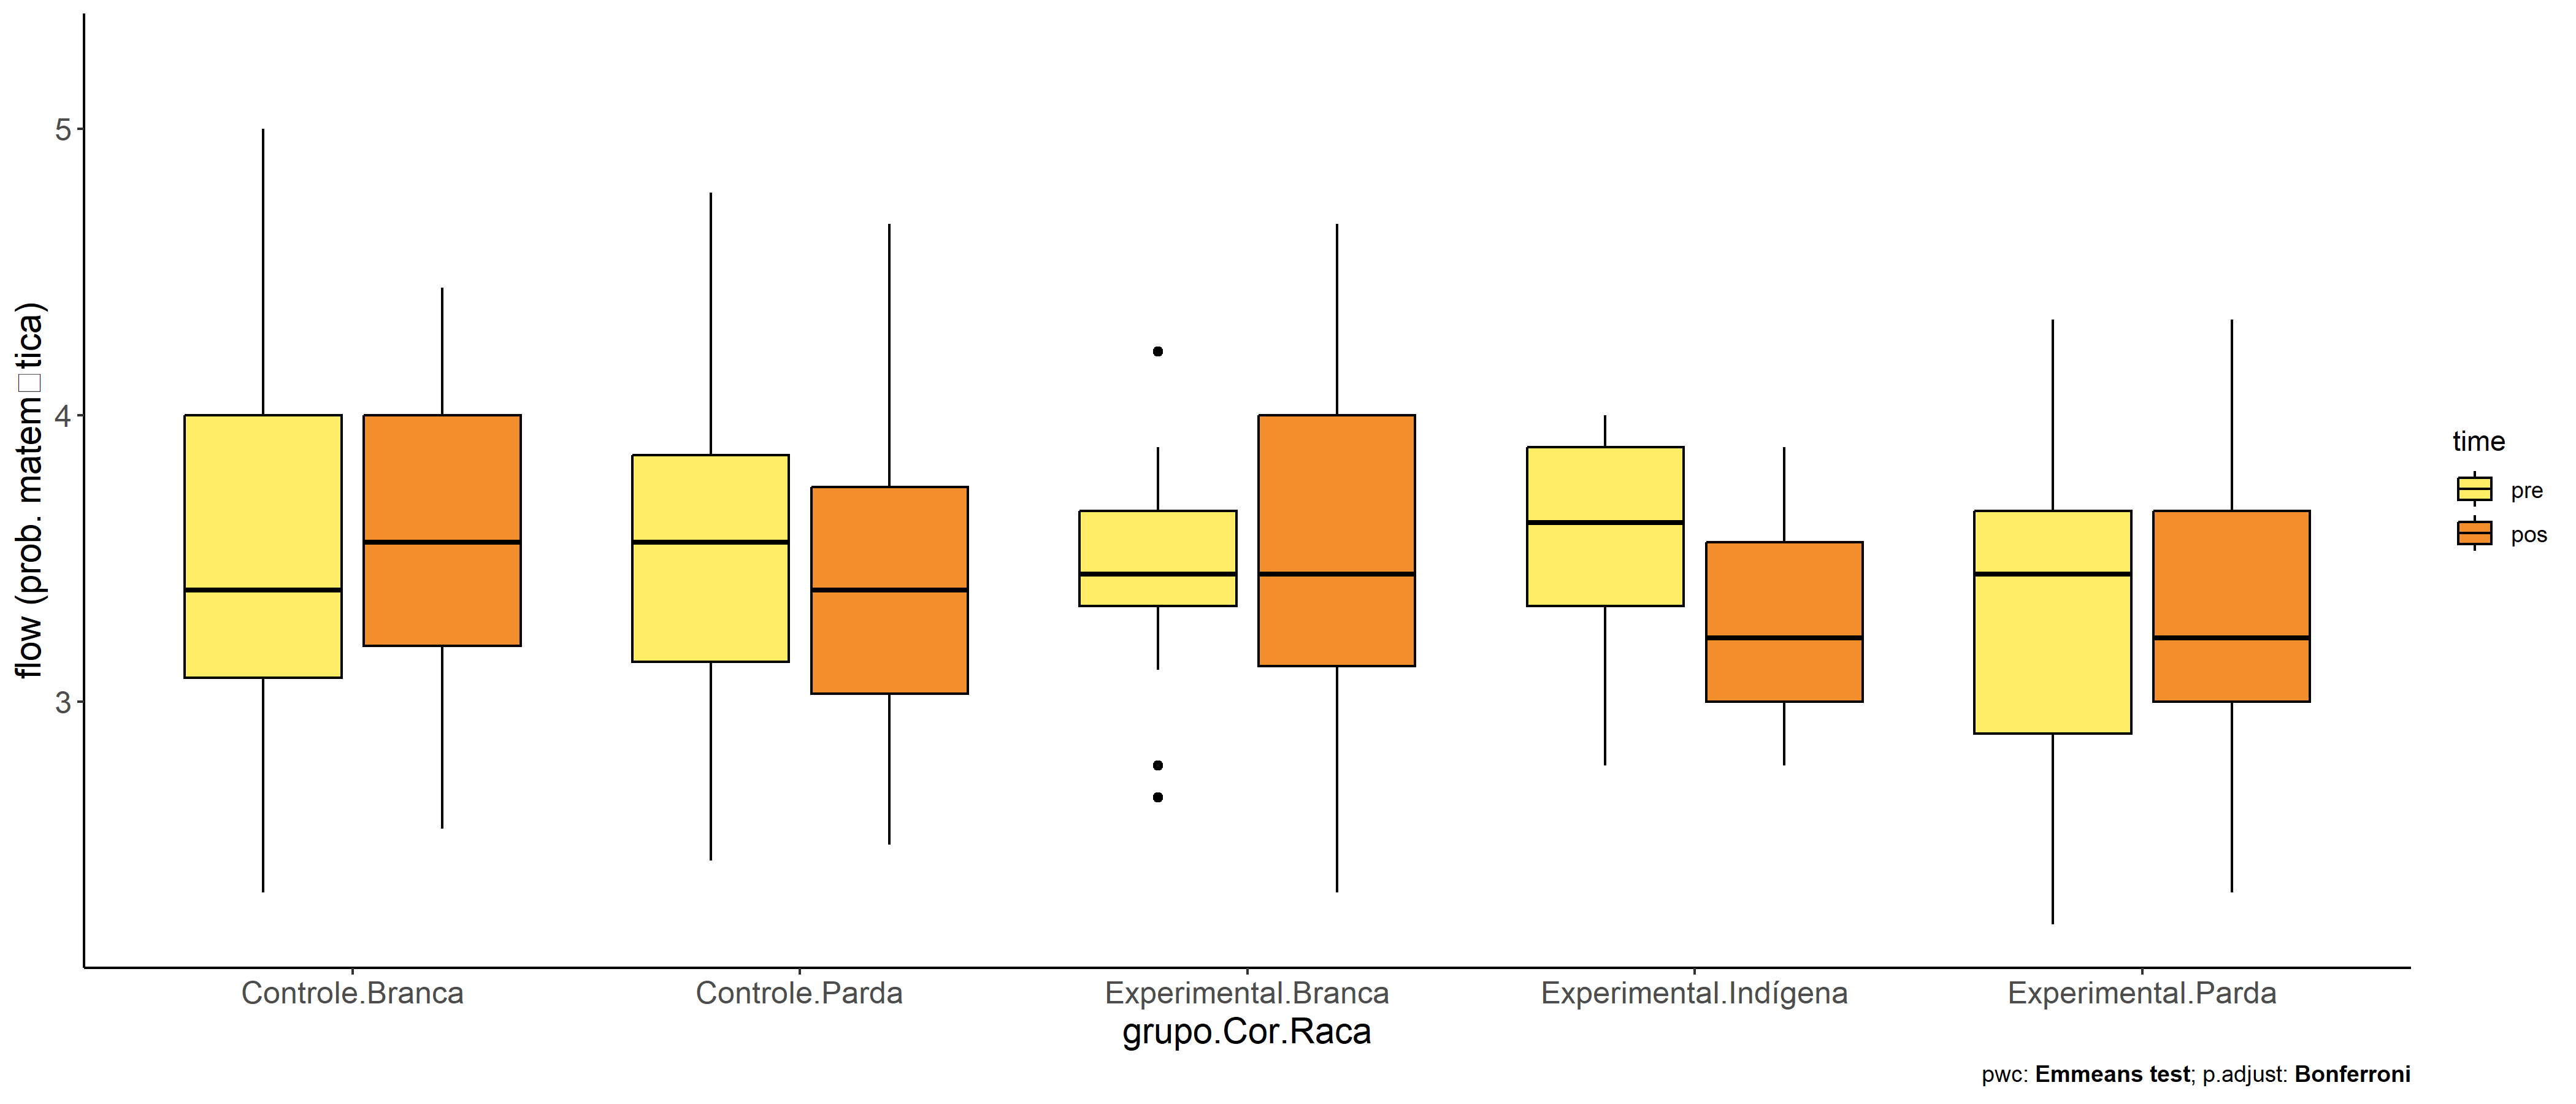 flow (prob. matem□tica)
5
4
3
Controle.Branca
Controle.Parda
Experimental.Branca
Experimental.Indígena
Experimental.Parda
grupo.Cor.Raca
time
pre
pos
pwc: Emmeans test; p.adjust: Bonferroni